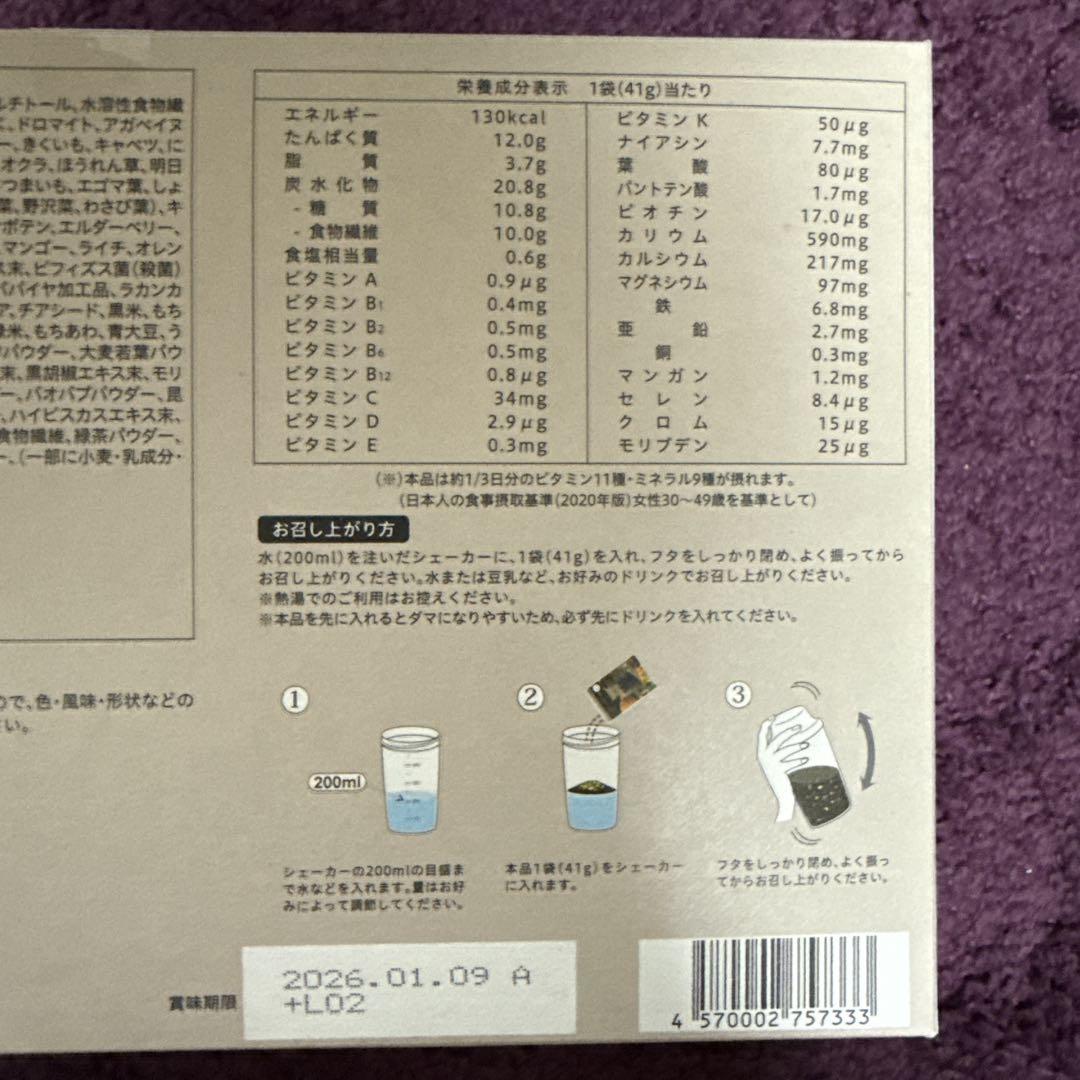 ルチトール、水溶性食物繊
、ドロマイト、アガベイヌ
ー、きくいも、キャベツ、に
オクラ、ほうれん草、明日
つまいも、エゴマ葉、しょ
菜、野沢菜、わさび葉)、キ
ボテン、エルダーベリー、
マンゴー、ライチ、オレン
ス末、ビフィズス菌(殺菌)
パパイヤ加工品、ラカンカ
ア、チアシード、黒米、もち
緑米、もちあわ、青大豆、う
パウダー、大麦若葉パウ
末、黒胡椒エキス末、モリ
ー、バオバブパウダー、昆
、ハイビスカスエキス末、
食物繊維、緑茶パウダー、
ー、(一部に小麦・乳成分・
ので、色・風味・形状などの
さい。
栄養成分表示 1袋(41g)当たり
エネルギー 130kcal
たんぱく質 12.0g
脂質 3.7g
炭水化物 20.8g
- 糖質 10.8g
- 食物繊維 10.0g
食塩相当量 0.6g
ビタミン A 0.9μg
ビタミン B1 0.4mg
ビタミン B2 0.5mg
ビタミン B6 0.5mg
ビタミン B12 0.8μg
ビタミン C 34mg
ビタミン D 2.9μg
ビタミン E 0.3mg
ビタミン K 50μg
ナイアシン 7.7mg
葉酸 80μg
パントテン酸 1.7mg
ビオチン 17.0μg
カリウム 590mg
カルシウム 217mg
マグネシウム 97mg
鉄 6.8mg
亜鉛 2.7mg
銅 0.3mg
マンガン 1.2mg
セレン 8.4μg
クロム 15μg
モリブデン 25μg
(※)本品は約1/3日分のビタミン11種・ミネラル9種が摂れます。
(日本人の食事摂取基準(2020年版)女性30～49歳を基準として)
お召し上がり方
水(200ml)を注いだシェーカーに、1袋(41g)を入れ、フタをしっかり閉め、よく振ってから
お召し上がりください。水または豆乳など、お好みのドリンクでお召し上がりください。
※熱湯でのご利用はお控えください。
※本品を先に入れるとダマになりやすいため、必ず先にドリンクを入れてください。
① ② ③
200ml
シェーカーの200mlの目盛ま
で水などを入れます。量はお好
みによって調節してください。
本品1袋(41g)をシェーカー
に入れます。
フタをしっかり閉め、よく振っ
てからお召し上がりください。
賞味期限
2026.01.09 A
+L02
4 570002 757333